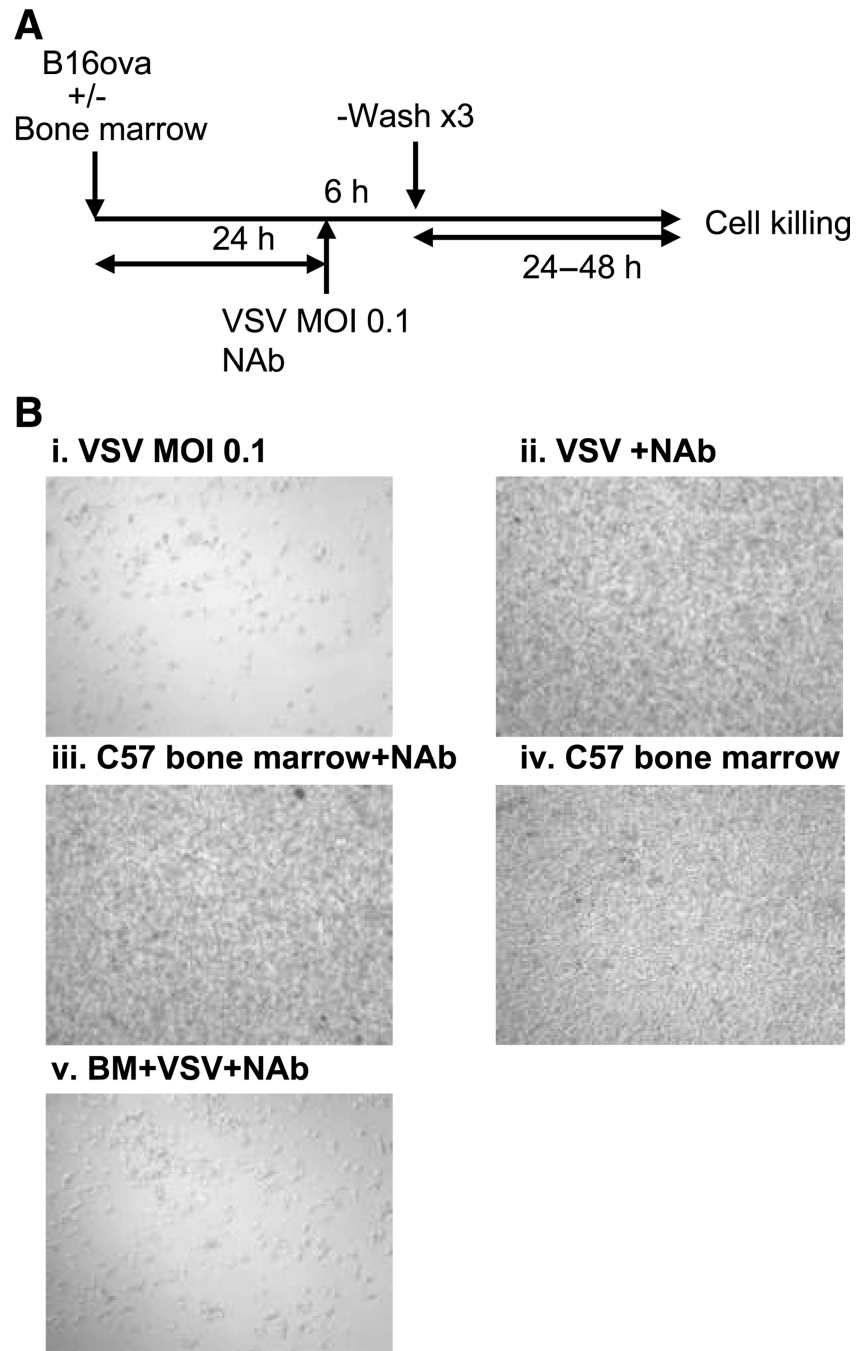 A
B16ova
+/-
Bone marrow
-Wash x3
6 h
24 h
Cell killing
24–48 h
VSV MOI 0.1
NAb
B
i. VSV MOI 0.1
ii. VSV +NAb
iii. C57 bone marrow+NAb
iv. C57 bone marrow
v. BM+VSV+NAb